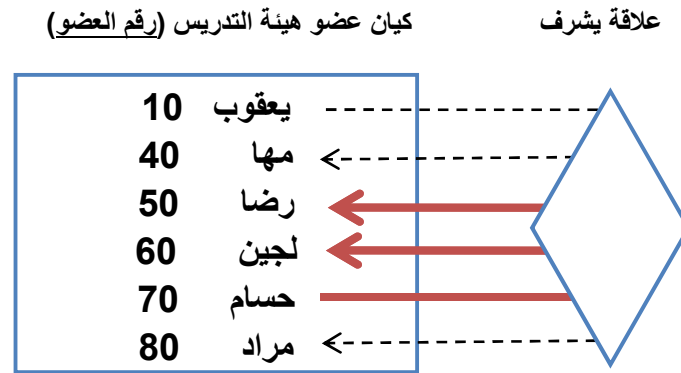 علاقة يشرف
كيان عضو هيئة التدريس (رقم العضو)
يعقوب 10
مها 40
رضا 50
لجين 60
حسام 70
مراد 80